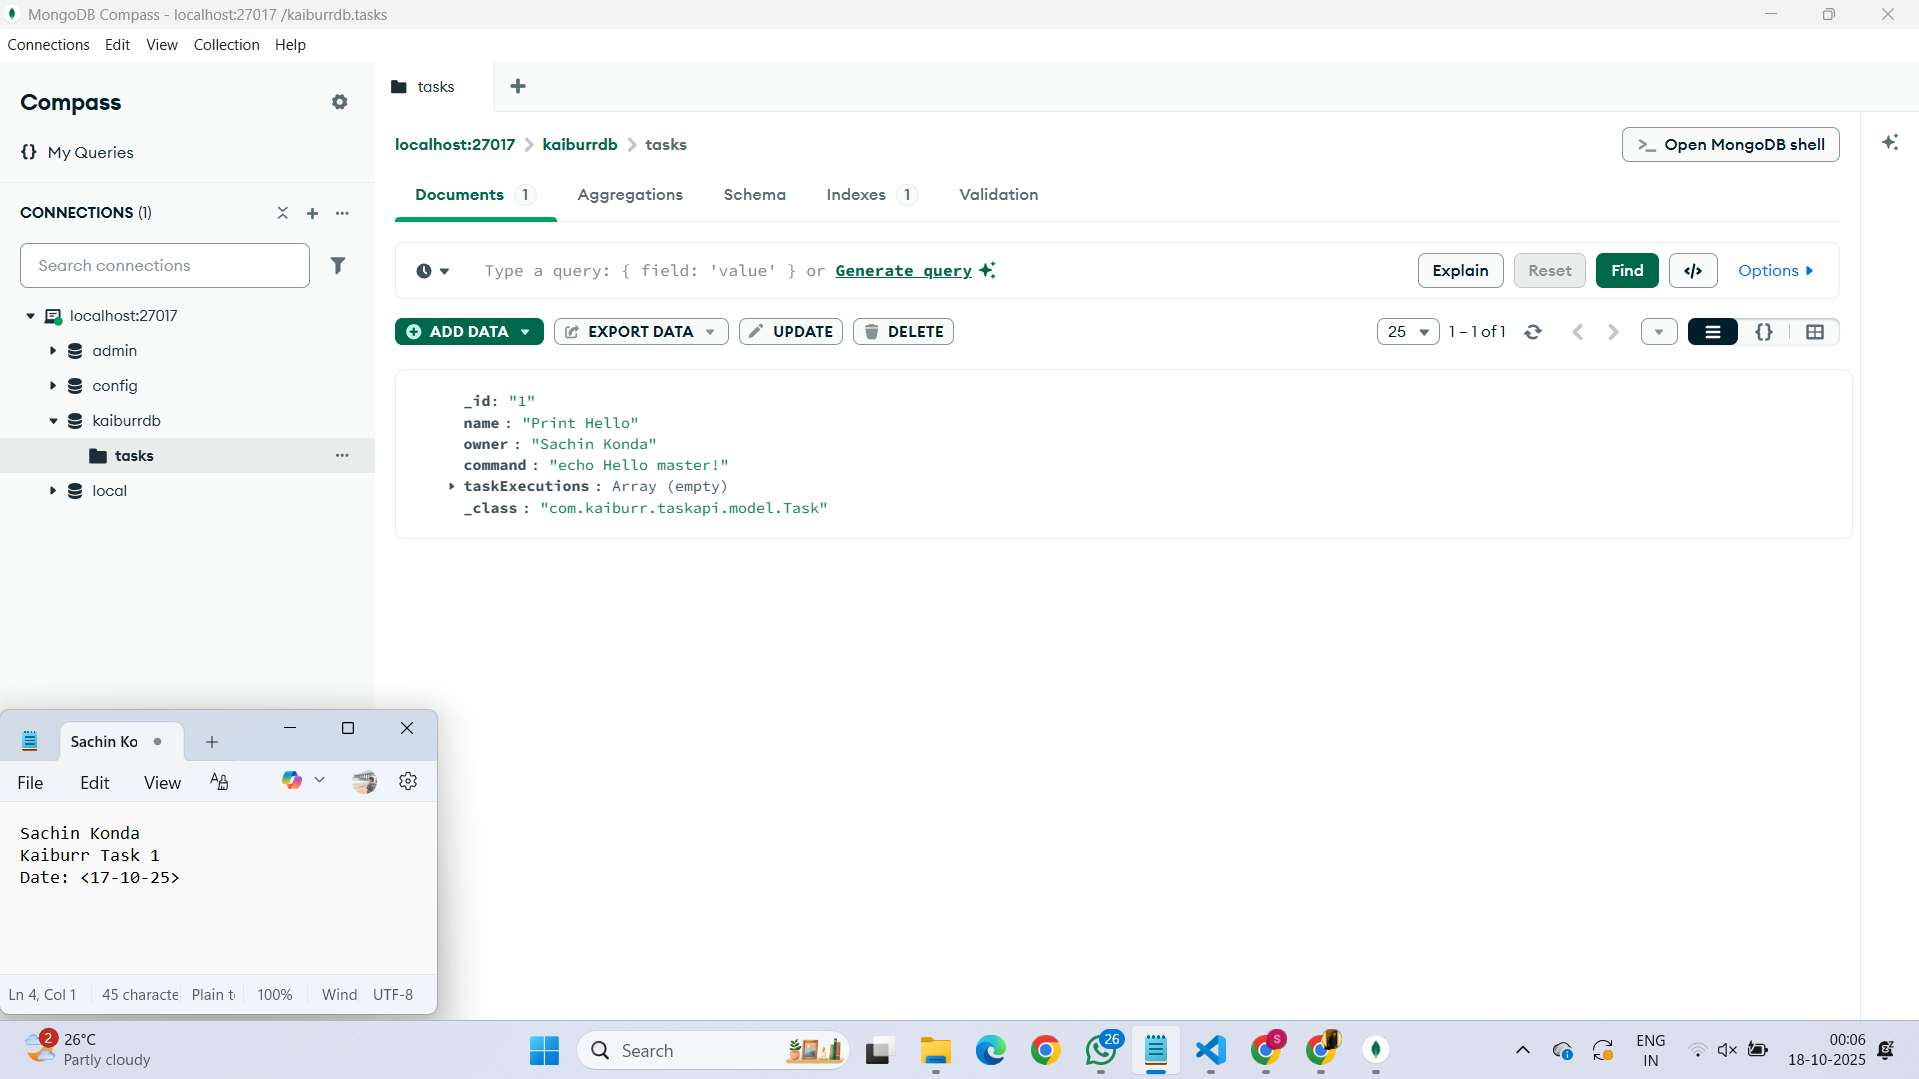 MongoDB Compass - localhost:27017 /kaiburrdb.tasks
Connections Edit View Collection Help
Compass
{} My Queries
CONNECTIONS (1)
Search connections
localhost:27017
admin
config
kaiburrdb
tasks
local
tasks
localhost:27017 > kaiburrdb > tasks
>_ Open MongoDB shell
Documents 1 Aggregations Schema Indexes 1 Validation
Type a query: { field: 'value' } or Generate query
Explain Reset Find </> Options
ADD DATA EXPORT DATA UPDATE DELETE
25 1 – 1 of 1 {}
_id: "1"
name : "Print Hello"
owner : "Sachin Konda"
command : "echo Hello master!"
taskExecutions : Array (empty)
_class : "com.kaiburr.taskapi.model.Task"
Sachin Ko
File Edit View
Sachin Konda
Kaiburr Task 1
Date: <17-10-25>
Ln 4, Col 1 45 characte Plain t 100% Wind UTF-8
2
26°C
Partly cloudy
Search
26
S
ENG
IN
00:06
18-10-2025